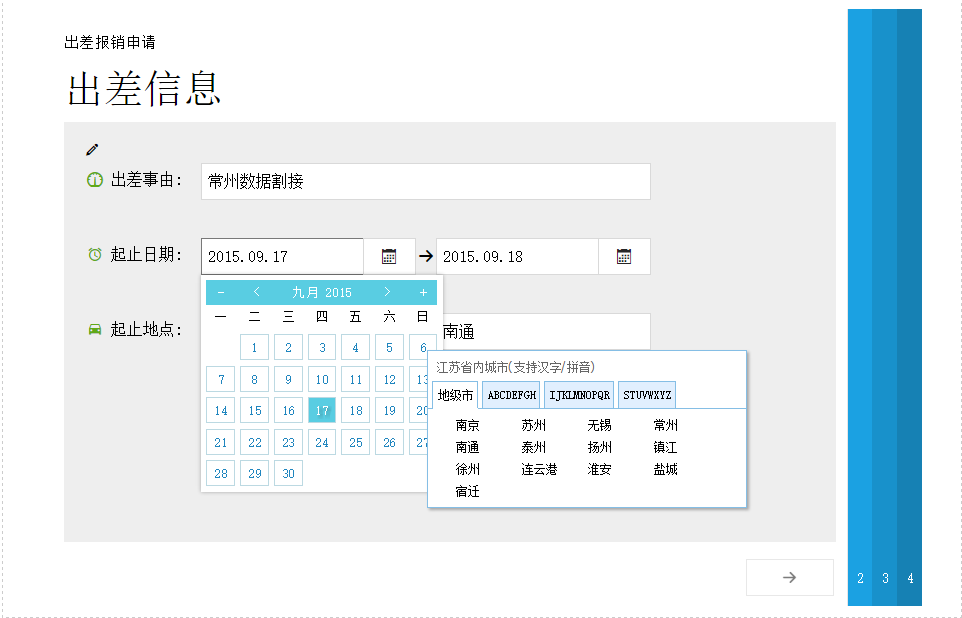 出差报销申请
出差信息
出差事由: 常州数据割接
起止日期: 2015.09.17 → 2015.09.18
− < 九月 2015 > +
一 二 三 四 五 六 日
起止地点: 南通
1 2 3 4 5 6
7 8 9 10 11 12 13
14 15 16 17 18 19 20
21 22 23 24 25 26 27
28 29 30
江苏省内城市(支持汉字/拼音)
地级市 ABCDEFGH IJKLMNOPQR STUVWXYZ
南京 苏州 无锡 常州
南通 泰州 扬州 镇江
徐州 连云港 淮安 盐城
宿迁
→
2 3 4